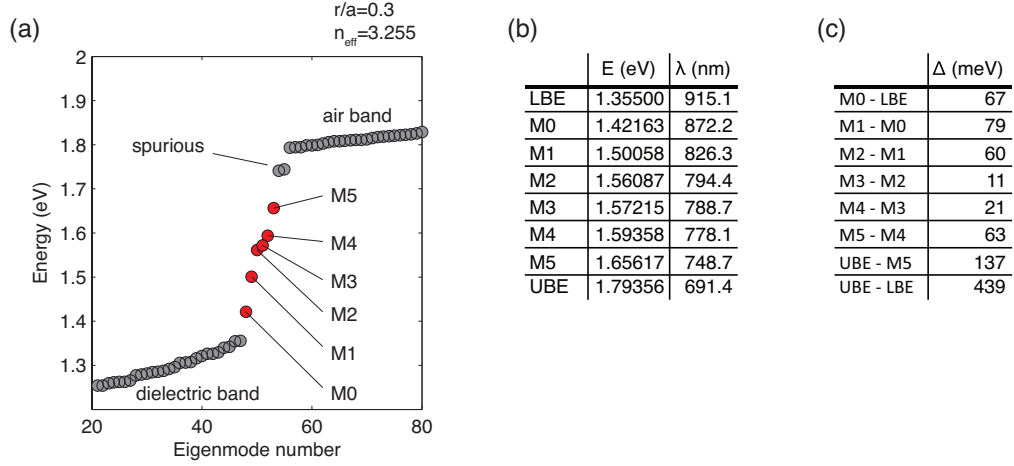 r/a=0.3
neff=3.255
(a)
(b)
(c)
2
1.9
1.8
1.7
1.6
1.5
1.4
1.3
Energy (eV)
20
40
60
80
Eigenmode number
air band
spurious
M5
M4
M3
M2
M1
M0
dielectric band
E (eV) λ (nm)
LBE 1.35500 915.1
M0 1.42163 872.2
M1 1.50058 826.3
M2 1.56087 794.4
M3 1.57215 788.7
M4 1.59358 778.1
M5 1.65617 748.7
UBE 1.79356 691.4
Δ (meV)
M0 - LBE 67
M1 - M0 79
M2 - M1 60
M3 - M2 11
M4 - M3 21
M5 - M4 63
UBE - M5 137
UBE - LBE 439